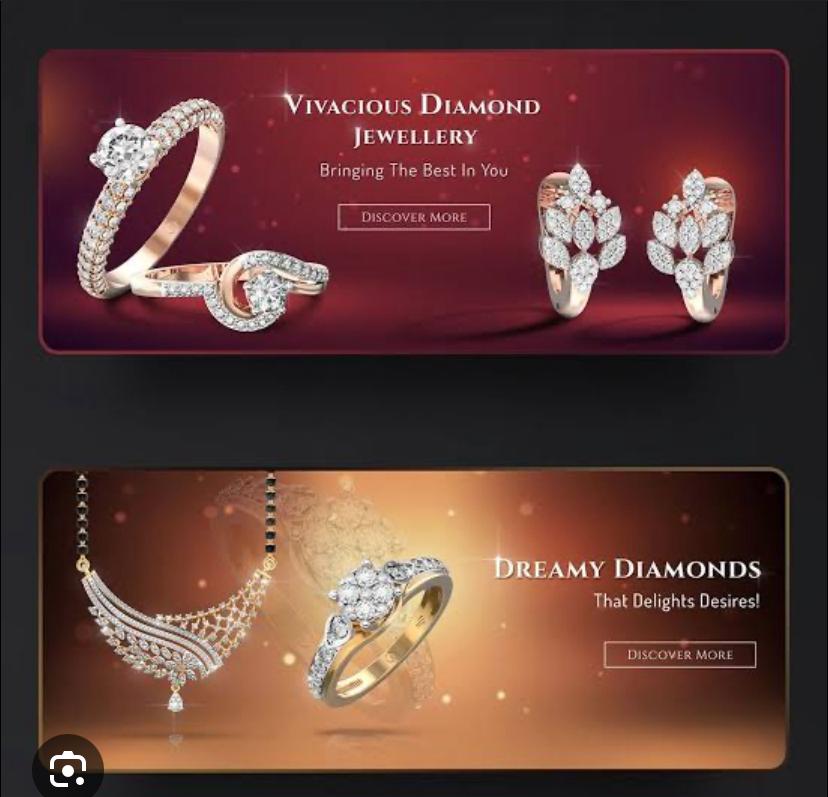 Vivacious Diamond
Jewellery
Bringing The Best In You
Discover More
Dreamy Diamonds
That Delights Desires!
Discover More